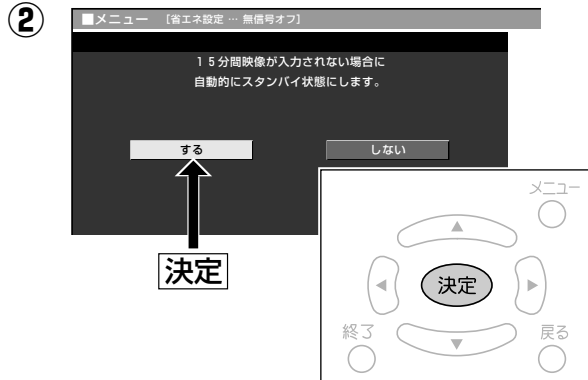 ②
■メニュー [省エネ設定 … 無信号オフ]
１５分間映像が入力されない場合に
自動的にスタンバイ状態にします。
する
しない
決定
メニュー
決定
終了
戻る